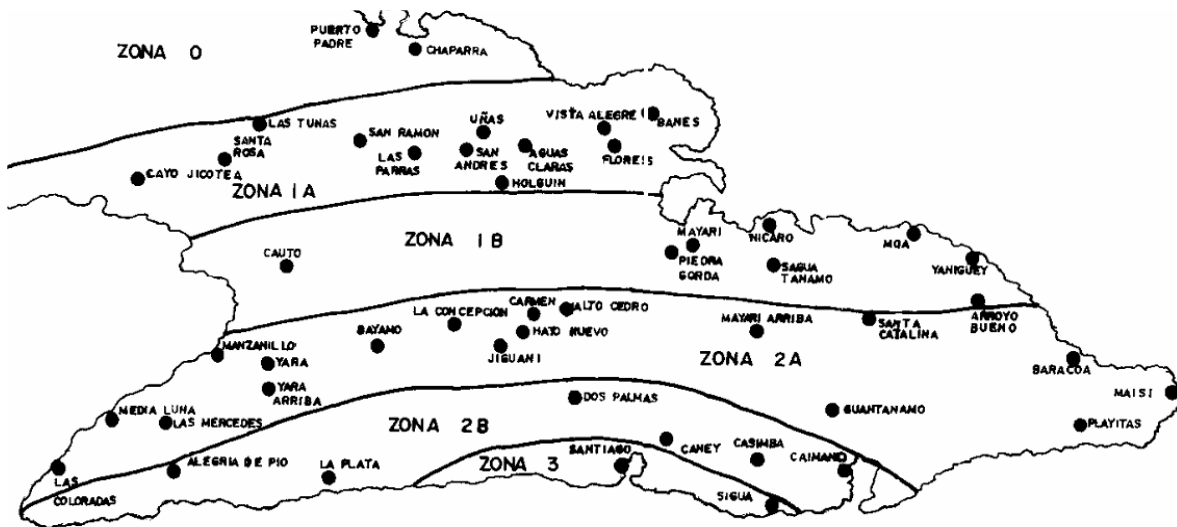 PUERTO
PADRE
CHAPARRA
ZONA 0
LAS TUNAS
SANTA
ROSA
CAYO JICOTEA
ZONA 1A
SAN RAMON
LAS
PARRAS
UÑAS
SAN
ANDRES
AGUAS
CLARAS
HOLGUIN
VISTA ALEGRE
BANES
FLORES
ZONA 1B
CAUTO
MAYARI
PIEDRA
GORDA
NICARO
SAGUA
TANAMO
MOA
YANIGUEY
ARROYO
BUENO
CARMEN
ALTO CEDRO
LA CONCEPCIÓN
HATO NUEVO
BAYAMO
JIGUANI
MANZANILLO
YARA
YARA
ARRIBA
MEDIA LUNA
LAS MERCEDES
MAYARI ARRIBA
SANTA
CATALINA
ZONA 2A
BARACOA
MAISI
PLAYITAS
GUANTANAMO
DOS PALMAS
ZONA 2B
CANEY
CASIMBA
CAIMANO
SANTIAGO
ZONA 3
SIGUA
LA PLATA
ALEGRIA DE PIO
LAS
COLORADAS